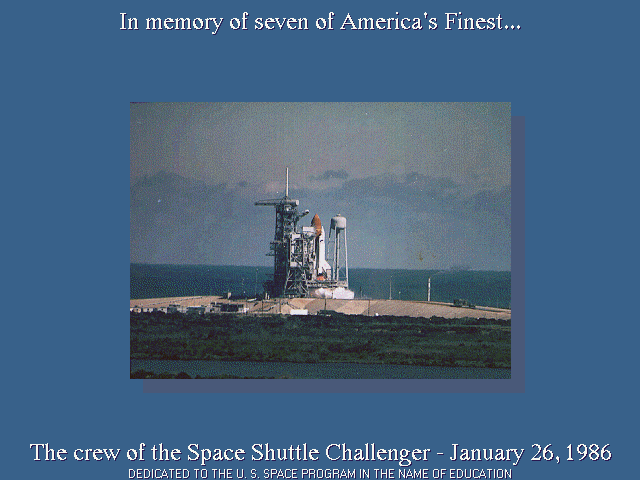 In memory of seven of America's Finest...
The crew of the Space Shuttle Challenger - January 26, 1986
DEDICATED TO THE U. S. SPACE PROGRAM IN THE NAME OF EDUCATION